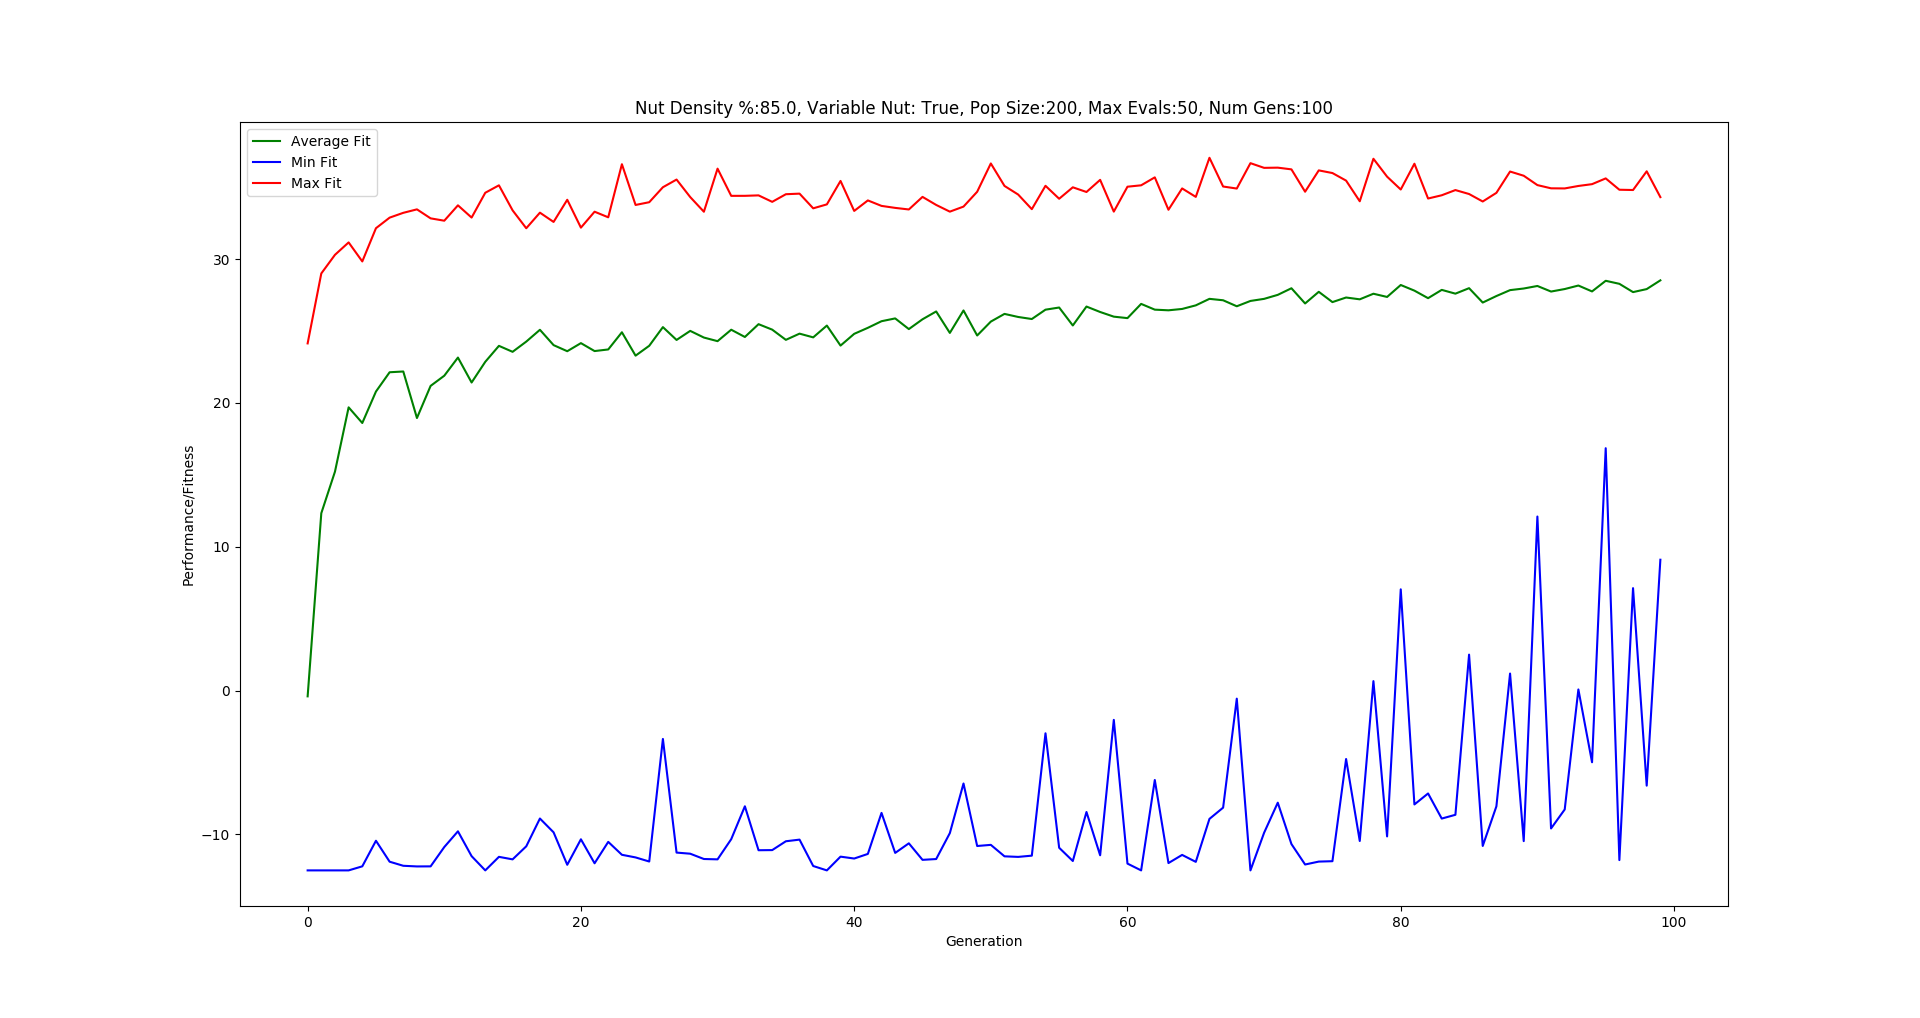 Nut Density %:85.0, Variable Nut: True, Pop Size:200, Max Evals:50, Num Gens:100
Average Fit
Min Fit
Max Fit
30
20
10
0
−10
Performance/Fitness
0
20
40
60
80
100
Generation